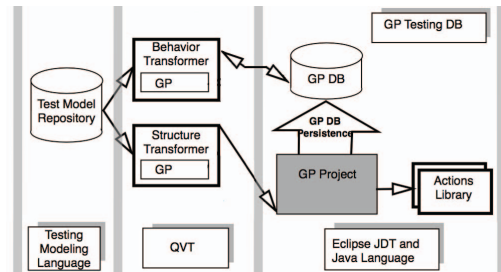 GP Testing DB
Behavior
Transformer
GP
GP DB
Test Model
Repository
GP DB
Persistence
Structure
Transformer
GP
GP Project
Actions
Library
Testing
Modeling
Language
QVT
Eclipse JDT and
Java Language